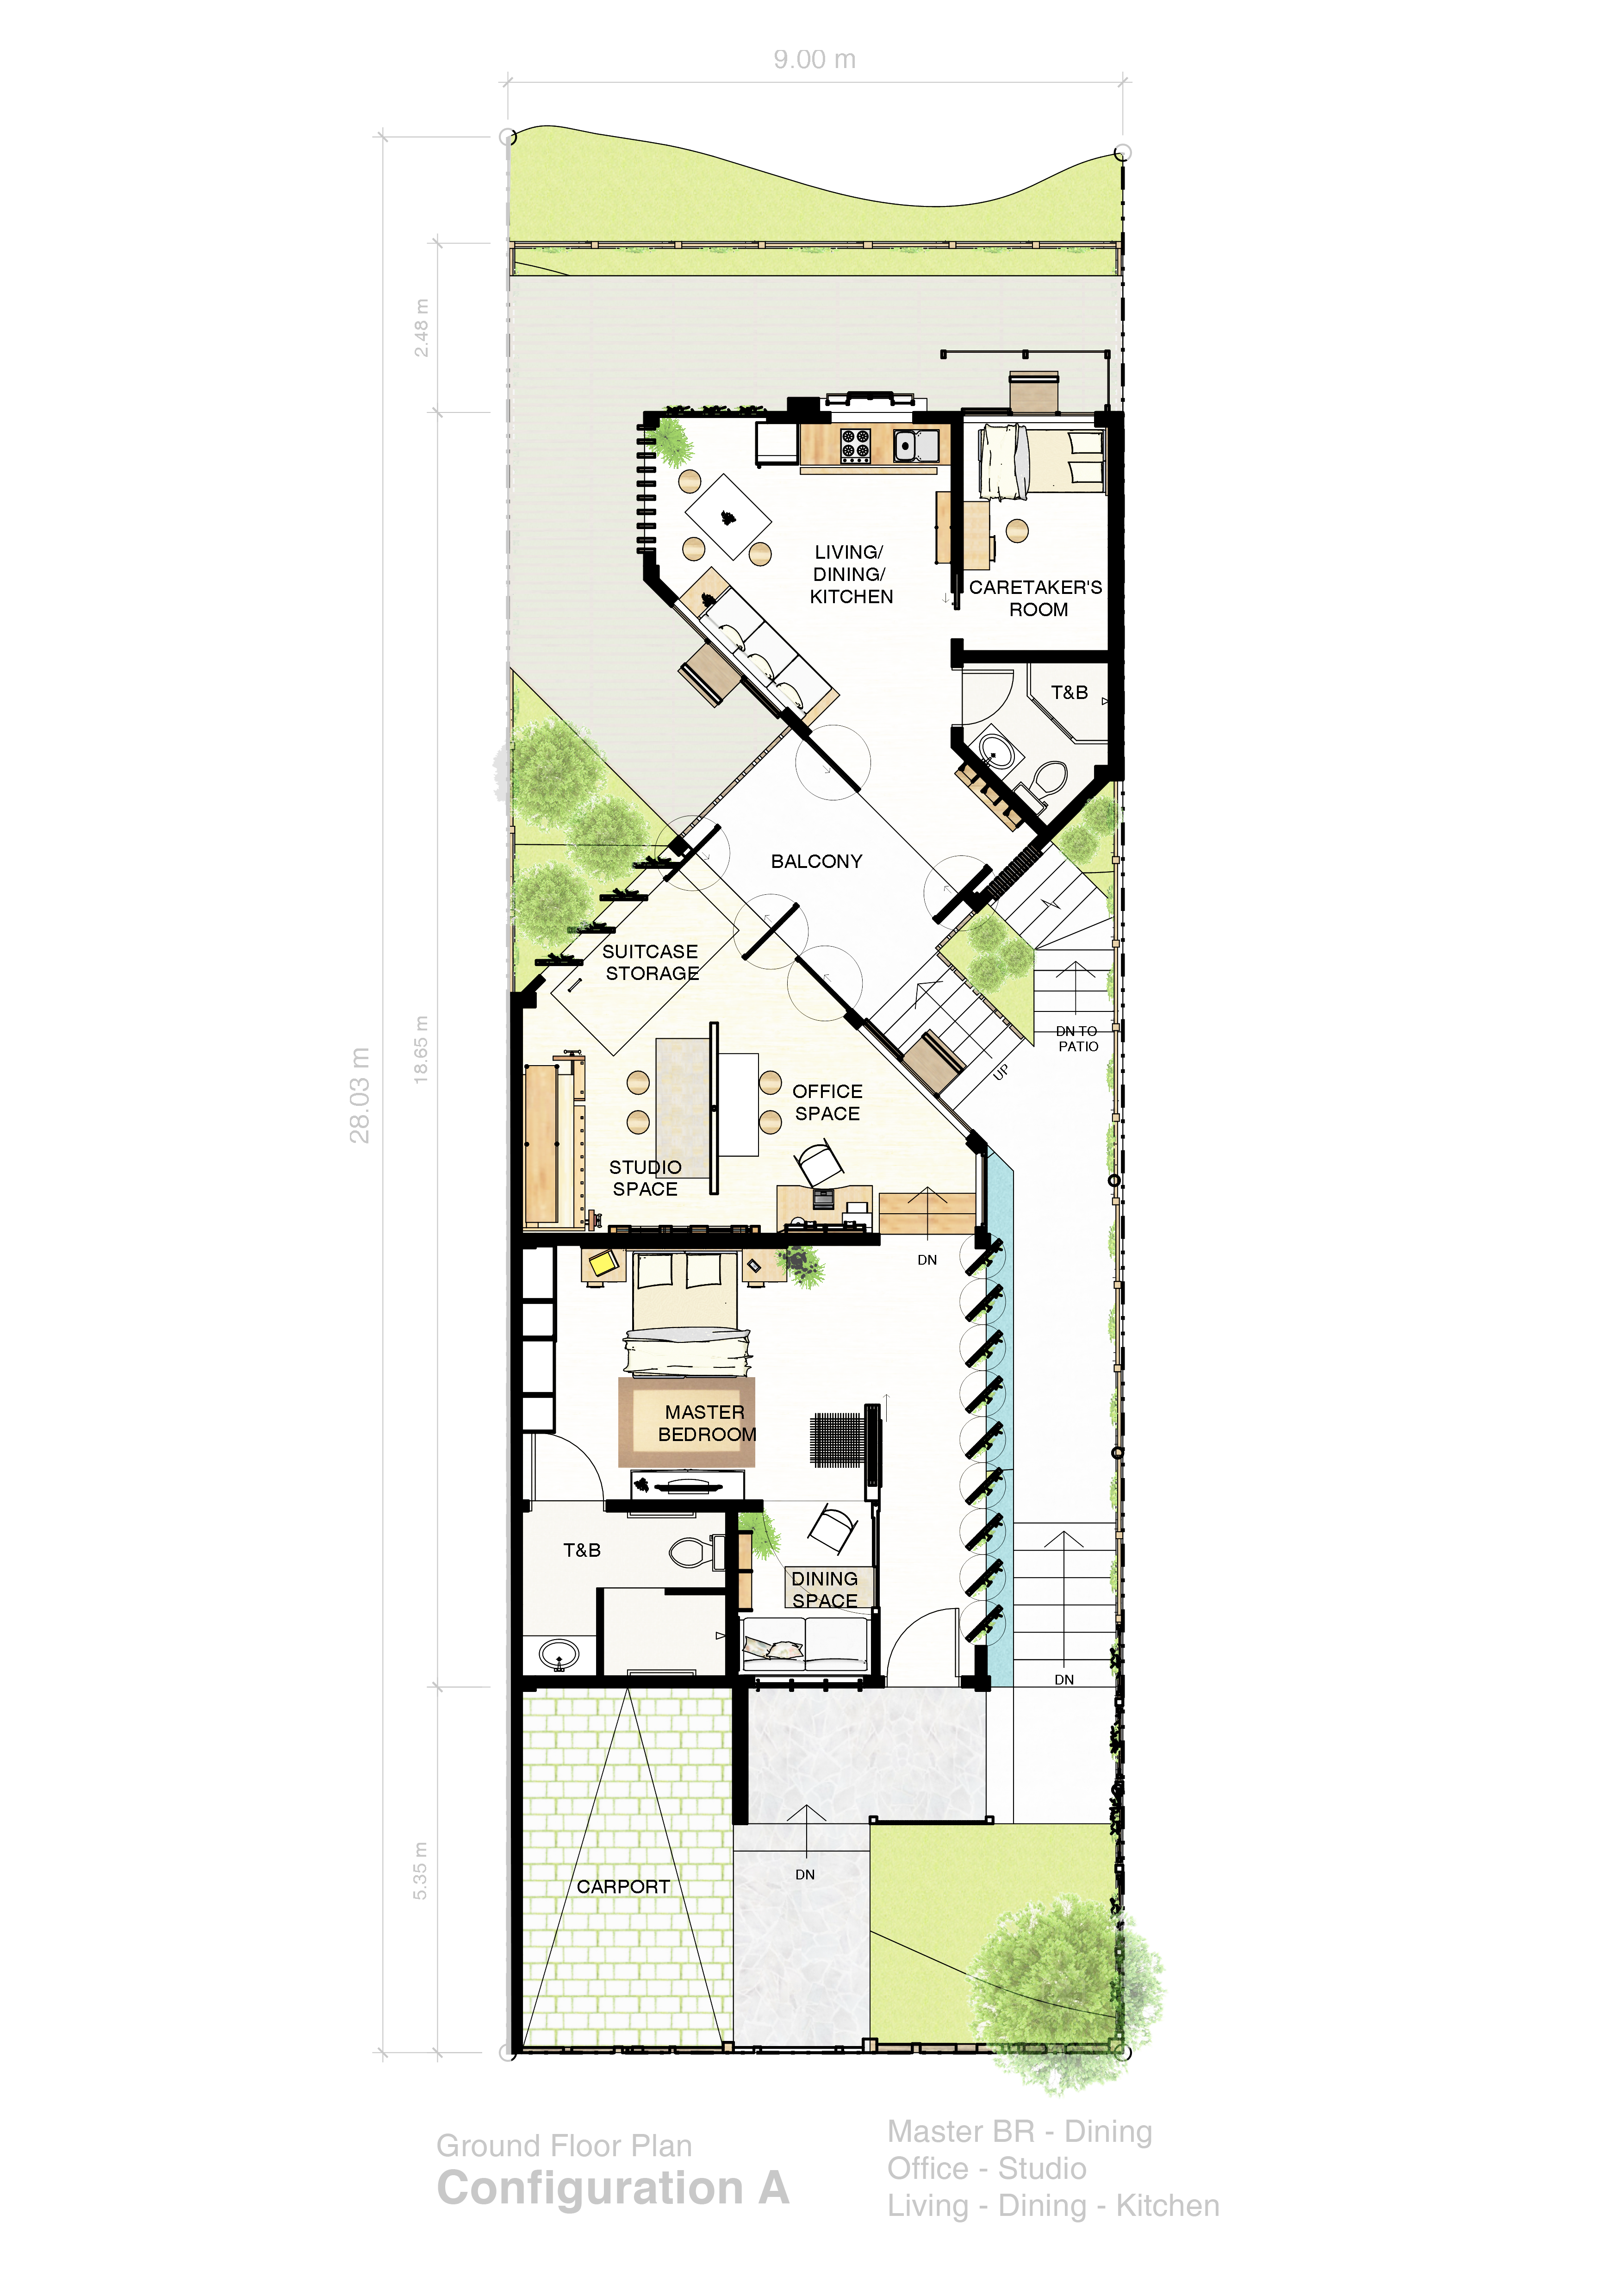 9.00 m
2.48 m
LIVING/
DINING/
KITCHEN
CARETAKER'S
ROOM
T&B
BALCONY
SUITCASE
STORAGE
DN TO
PATIO
UP
28.03 m
18.65 m
OFFICE
SPACE
STUDIO
SPACE
DN
MASTER
BEDROOM
T&B
DINING
SPACE
DN
5.35 m
CARPORT
DN
Ground Floor Plan
Configuration A
Master BR - Dining
Office - Studio
Living - Dining - Kitchen